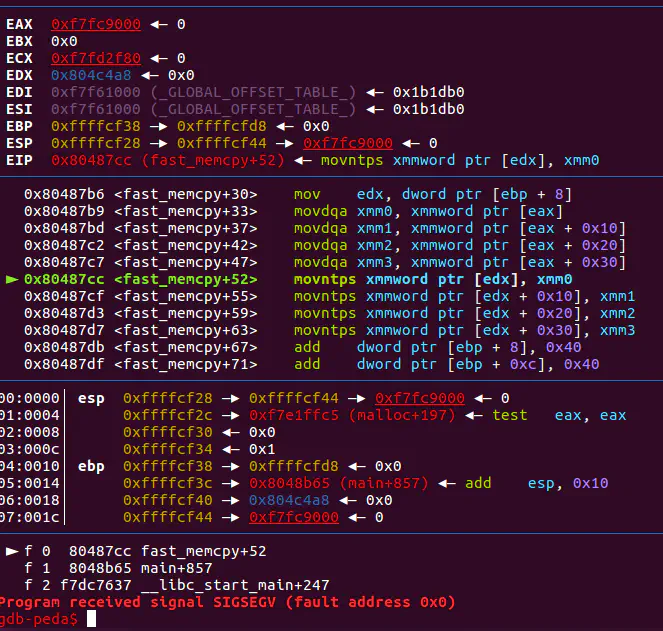 EAX 0xf7fc9000 ◂— 0
EBX 0x0
ECX 0xf7fd2f80 ◂— 0
EDX 0x804c4a8 ◂— 0x0
EDI 0xf7f61000 (_GLOBAL_OFFSET_TABLE_) ◂— 0x1b1db0
ESI 0xf7f61000 (_GLOBAL_OFFSET_TABLE_) ◂— 0x1b1db0
EBP 0xffffcf38 —▸ 0xffffcfd8 ◂— 0x0
ESP 0xffffcf28 —▸ 0xffffcf44 —▸ 0xf7fc9000 ◂— 0
EIP 0x80487cc (fast_memcpy+52) ◂— movntps xmmword ptr [edx], xmm0
0x80487b6 <fast_memcpy+30> mov edx, dword ptr [ebp + 8]
0x80487b9 <fast_memcpy+33> movdqa xmm0, xmmword ptr [eax]
0x80487bd <fast_memcpy+37> movdqa xmm1, xmmword ptr [eax + 0x10]
0x80487c2 <fast_memcpy+42> movdqa xmm2, xmmword ptr [eax + 0x20]
0x80487c7 <fast_memcpy+47> movdqa xmm3, xmmword ptr [eax + 0x30]
► 0x80487cc <fast_memcpy+52> movntps xmmword ptr [edx], xmm0
0x80487cf <fast_memcpy+55> movntps xmmword ptr [edx + 0x10], xmm1
0x80487d3 <fast_memcpy+59> movntps xmmword ptr [edx + 0x20], xmm2
0x80487d7 <fast_memcpy+63> movntps xmmword ptr [edx + 0x30], xmm3
0x80487db <fast_memcpy+67> add dword ptr [ebp + 8], 0x40
0x80487df <fast_memcpy+71> add dword ptr [ebp + 0xc], 0x40
00:0000│ esp 0xffffcf28 —▸ 0xffffcf44 —▸ 0xf7fc9000 ◂— 0
01:0004│ 0xffffcf2c —▸ 0xf7e1ffc5 (malloc+197) ◂— test eax, eax
02:0008│ 0xffffcf30 ◂— 0x0
03:000c│ 0xffffcf34 ◂— 0x1
04:0010│ ebp 0xffffcf38 —▸ 0xffffcfd8 ◂— 0x0
05:0014│ 0xffffcf3c —▸ 0x8048b65 (main+857) ◂— add esp, 0x10
06:0018│ 0xffffcf40 —▸ 0x804c4a8 ◂— 0x0
07:001c│ 0xffffcf44 —▸ 0xf7fc9000 ◂— 0
► f 0 80487cc fast_memcpy+52
f 1 8048b65 main+857
f 2 f7dc7637 __libc_start_main+247
Program received signal SIGSEGV (fault address 0x0)
gdb-peda$